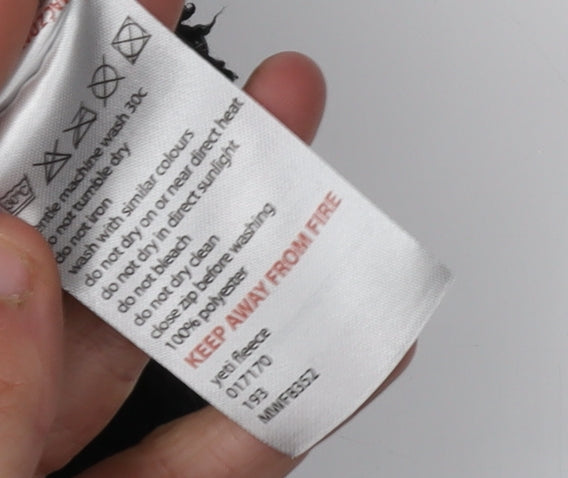 30°C
gentle machine wash 30c
do not tumble dry
do not iron
wash with similar colours
do not dry on or near direct heat
do not dry in direct sunlight
do not bleach
do not dry clean
close zip before washing
100% polyester
KEEP AWAY FROM FIRE
yeti fleece
017170
193
MWFB352